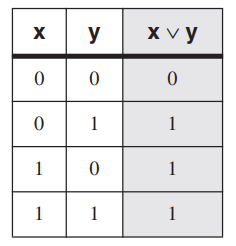 x y x ∨ y
0 0 0
0 1 1
1 0 1
1 1 1